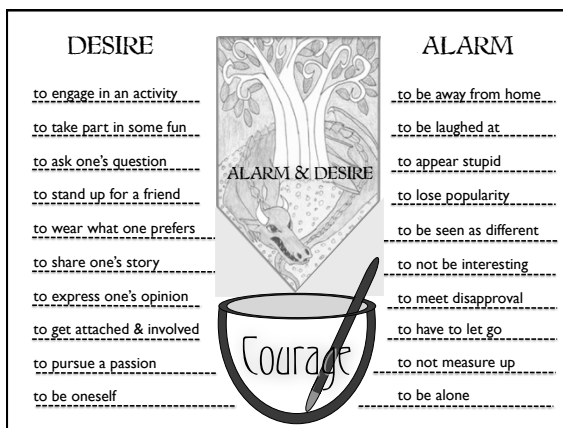 DESIRE
to engage in an activity
to take part in some fun
to ask one's question
to stand up for a friend
to wear what one prefers
to share one's story
to express one's opinion
to get attached & involved
to pursue a passion
to be oneself
ALARM & DESIRE
Courage
ALARM
to be away from home
to be laughed at
to appear stupid
to lose popularity
to be seen as different
to not be interesting
to meet disapproval
to have to let go
to not measure up
to be alone